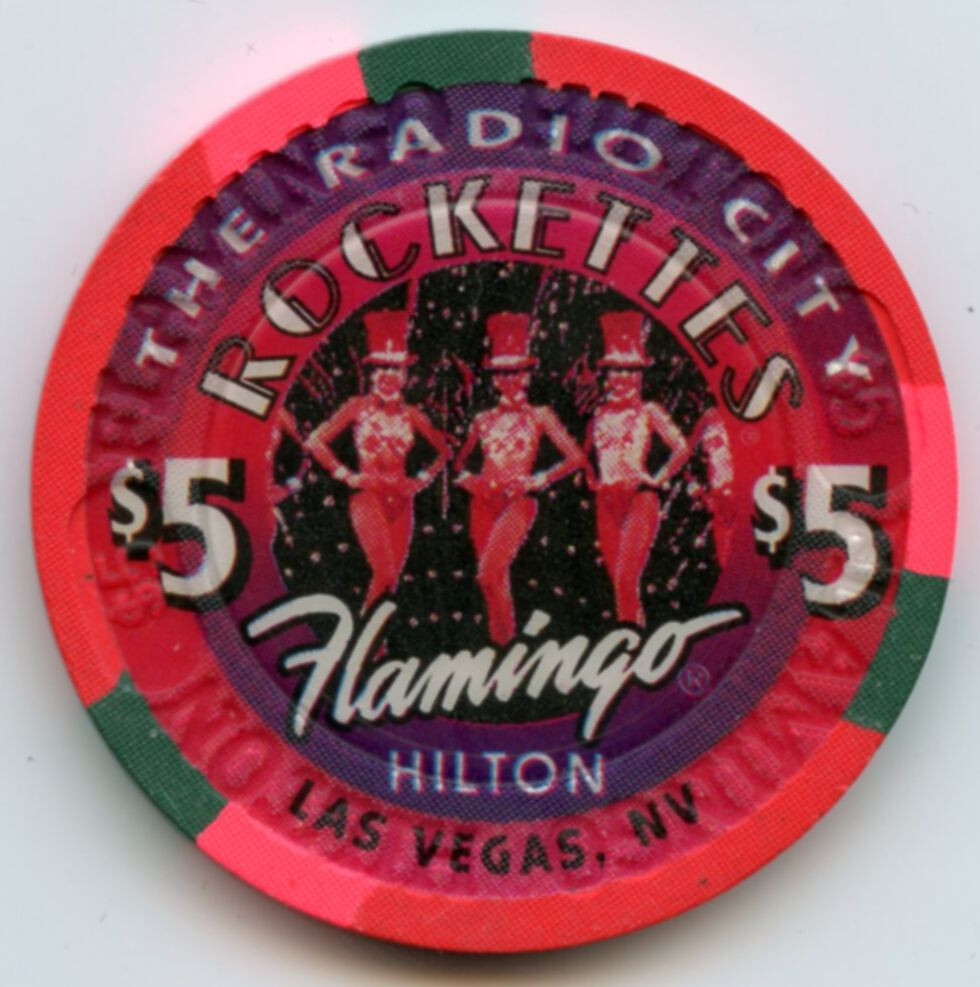 THE RADIO CITY
ROCKETTES
$5 $5
Flamingo®
HILTON
LAS VEGAS, NV